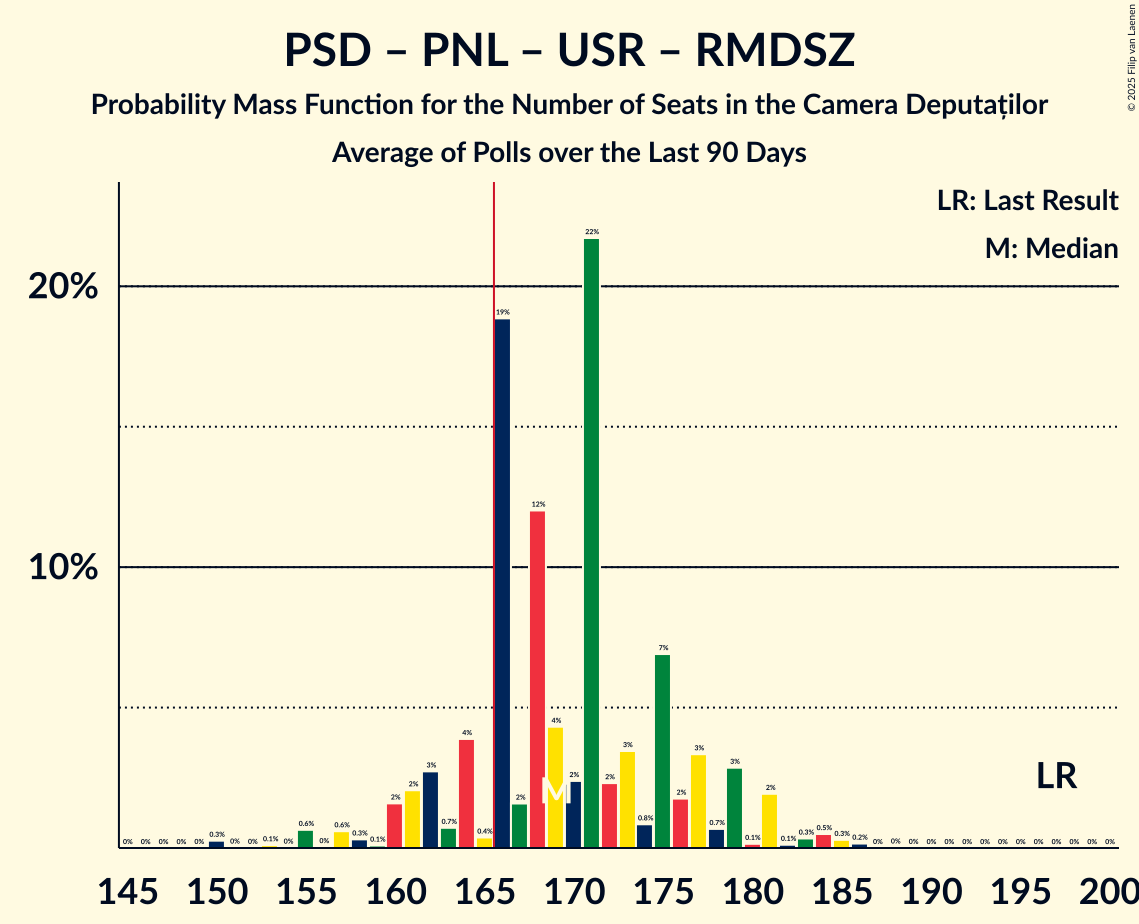 PSD – PNL – USR – RMDSZ
Probability Mass Function for the Number of Seats in the Camera Deputaților
Average of Polls over the Last 90 Days
© 2025 Filip van Laenen
LR: Last Result
M: Median
20%
10%
0% 0% 0% 0% 0% 0.3% 0% 0% 0.1% 0% 0.6% 0% 0.6% 0.3% 0.1% 2% 2% 3% 0.7% 4% 0.4% 19% 2% 12% 4% 2% 22% 2% 3% 0.8% 7% 2% 3% 0.7% 3% 0.1% 2% 0.1% 0.3% 0.5% 0.3% 0.2% 0% 0% 0% 0% 0% 0% 0% 0% 0% 0% 0% 0% 0% 0%
M
LR
145 150 155 160 165 170 175 180 185 190 195 200